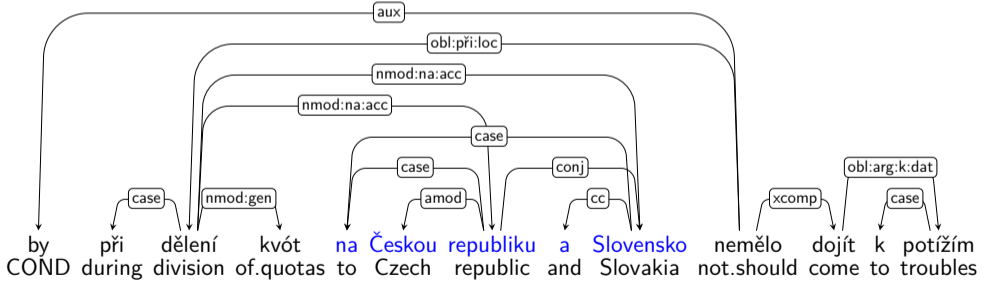 aux
obl:při:loc
nmod:na:acc
nmod:na:acc
case
case conj obl:arg:k:dat
case nmod:gen amod cc xcomp case
by při dělení kvót na Českou republiku a Slovensko nemělo dojít k potížím
COND during division of.quotas to Czech republic and Slovakia not.should come to troubles